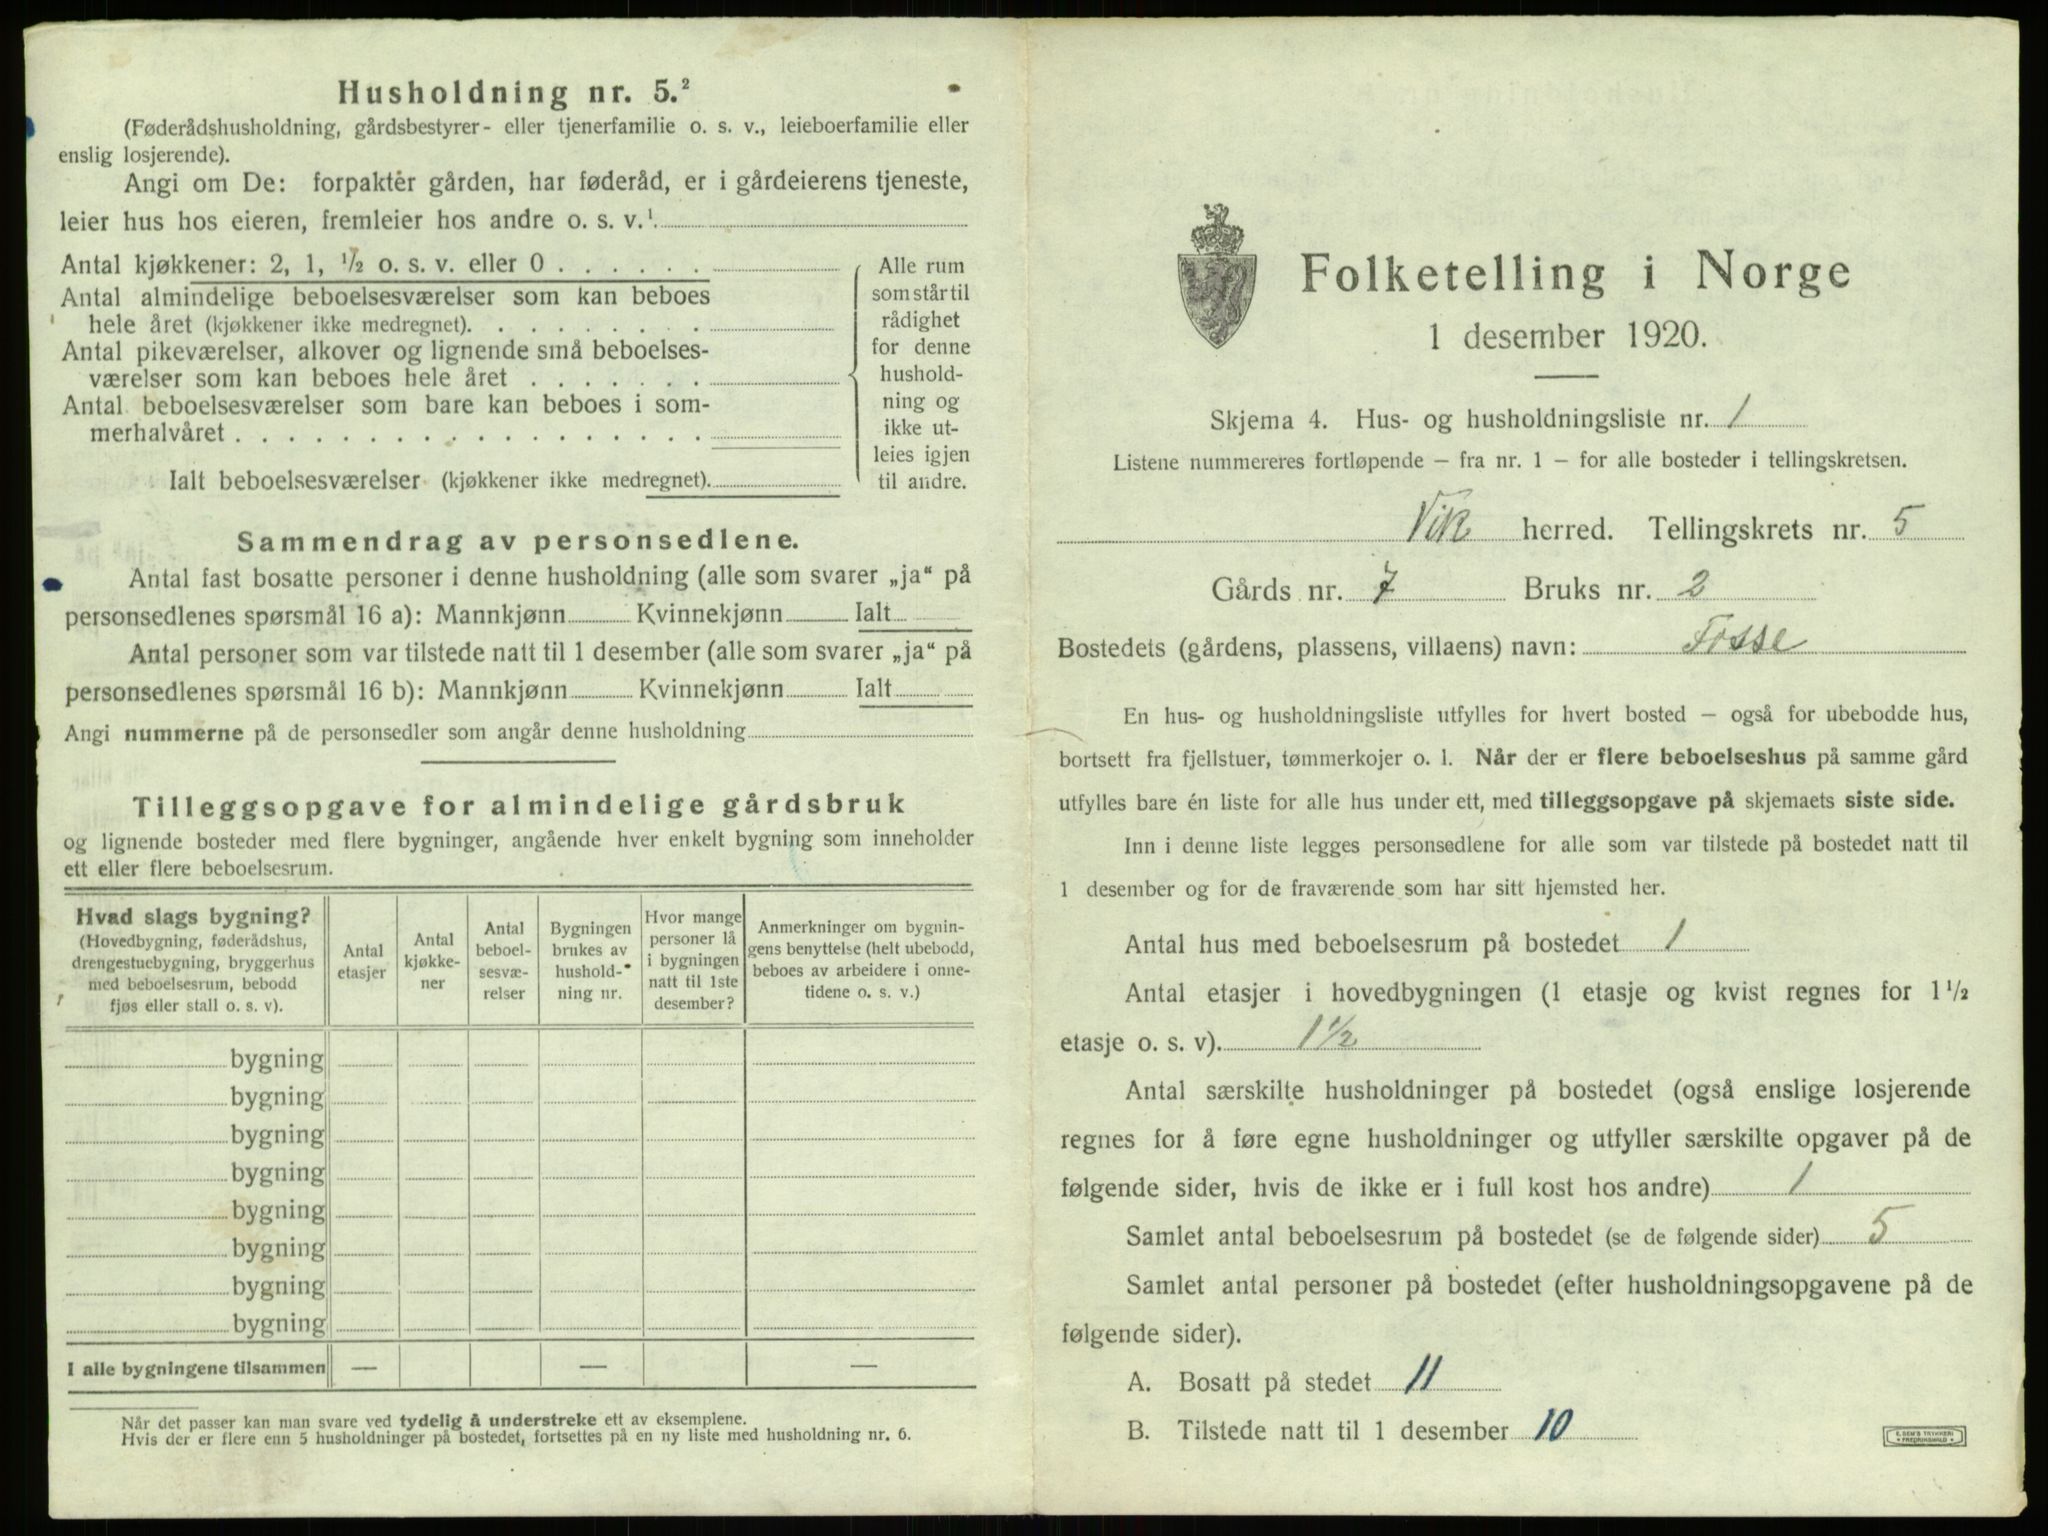 Husholdning nr. 5.²
(Føderådshusholdning, gårdsbestyrer- eller tjenerfamilie o. s. v., leieboerfamilie eller
enslig losjerende).
Angi om De: forpakter gården, har føderåd, er i gårdeierens tjeneste,
leier hus hos eieren, fremleier hos andre o. s. v.¹
Antal kjøkkener: 2, 1, ½ o. s. v. eller 0 . . . . . .
Antal almindelige beboelsesværelser som kan beboes
hele året (kjøkkener ikke medregnet). . . . . . . . .
Antal pikeværelser, alkover og lignende små beboelses-
værelser som kan beboes hele året . . . . . . .
Antal beboelsesværelser som bare kan beboes i som-
merhalvåret . . . . . . . . . . . . . . . . . .
Ialt beboelsesværelser (kjøkkener ikke medregnet).
Alle rum
som står til
rådighet
for denne
hushold-
ning og
ikke ut-
leies igjen
til andre.
Sammendrag av personsedlene.
Antal fast bosatte personer i denne husholdning (alle som svarer „ja“ på
personsedlenes spørsmål 16 a): Mannkjønn Kvinnekjønn Ialt
Antal personer som var tilstede natt til 1 desember (alle som svarer „ja“ på
personsedlenes spørsmål 16 b): Mannkjønn Kvinnekjønn Ialt
Angi nummerne på de personsedler som angår denne husholdning
Tilleggsopgave for almindelige gårdsbruk
og lignende bosteder med flere bygninger, angående hver enkelt bygning som inneholder
ett eller flere beboelsesrum.
Hvad slags bygning?
(Hovedbygning, føderådshus,
drengestuebygning, bryggerhus
med beboelsesrum, bebodd
fjøs eller stall o. s. v).
Antal
etasjer
Antal
kjøkke-
ner
Antal
beboel-
sesvæ-
relser
Bygningen
brukes av
hushold-
ning nr.
Hvor mange
personer lå
i bygningen
natt til 1ste
desember?
Anmerkninger om bygnin-
gens benyttelse (helt ubebodd,
beboes av arbeidere i onne-
tidene o. s. v.)
bygning
bygning
bygning
bygning
bygning
bygning
bygning
bygning
I alle bygningene tilsammen — — —
Når det passer kan man svare ved tydelig å understreke ett av eksemplene.
Hvis der er flere enn 5 husholdninger på bostedet, fortsettes på en ny liste med husholdning nr. 6.
Folketelling i Norge
1 desember 1920.
Skjema 4. Hus- og husholdningsliste nr. 1
Listene nummereres fortløpende – fra nr. 1 – for alle bosteder i tellingskretsen.
Vik herred. Tellingskrets nr. 5
Gårds nr. 7 Bruks nr. 2
Bostedets (gårdens, plassens, villaens) navn: Fosse
En hus- og husholdningsliste utfylles for hvert bosted – også for ubebodde hus,
bortsett fra fjellstuer, tømmerkojer o. l. Når der er flere beboelseshus på samme gård
utfylles bare én liste for alle hus under ett, med tilleggsopgave på skjemaets siste side.
Inn i denne liste legges personsedlene for alle som var tilstede på bostedet natt til
1 desember og for de fraværende som har sitt hjemsted her.
Antal hus med beboelsesrum på bostedet 1
Antal etasjer i hovedbygningen (1 etasje og kvist regnes for 1½
etasje o. s. v). 1½
Antal særskilte husholdninger på bostedet (også enslige losjerende
regnes for å føre egne husholdninger og utfyller særskilte opgaver på de
følgende sider, hvis de ikke er i full kost hos andre) 1
Samlet antal beboelsesrum på bostedet (se de følgende sider) 5
Samlet antal personer på bostedet (efter husholdningsopgavene på de
følgende sider).
A. Bosatt på stedet 11
B. Tilstede natt til 1 desember 10
E. SEM'S TRYKKERI
FREDRIKSHALD